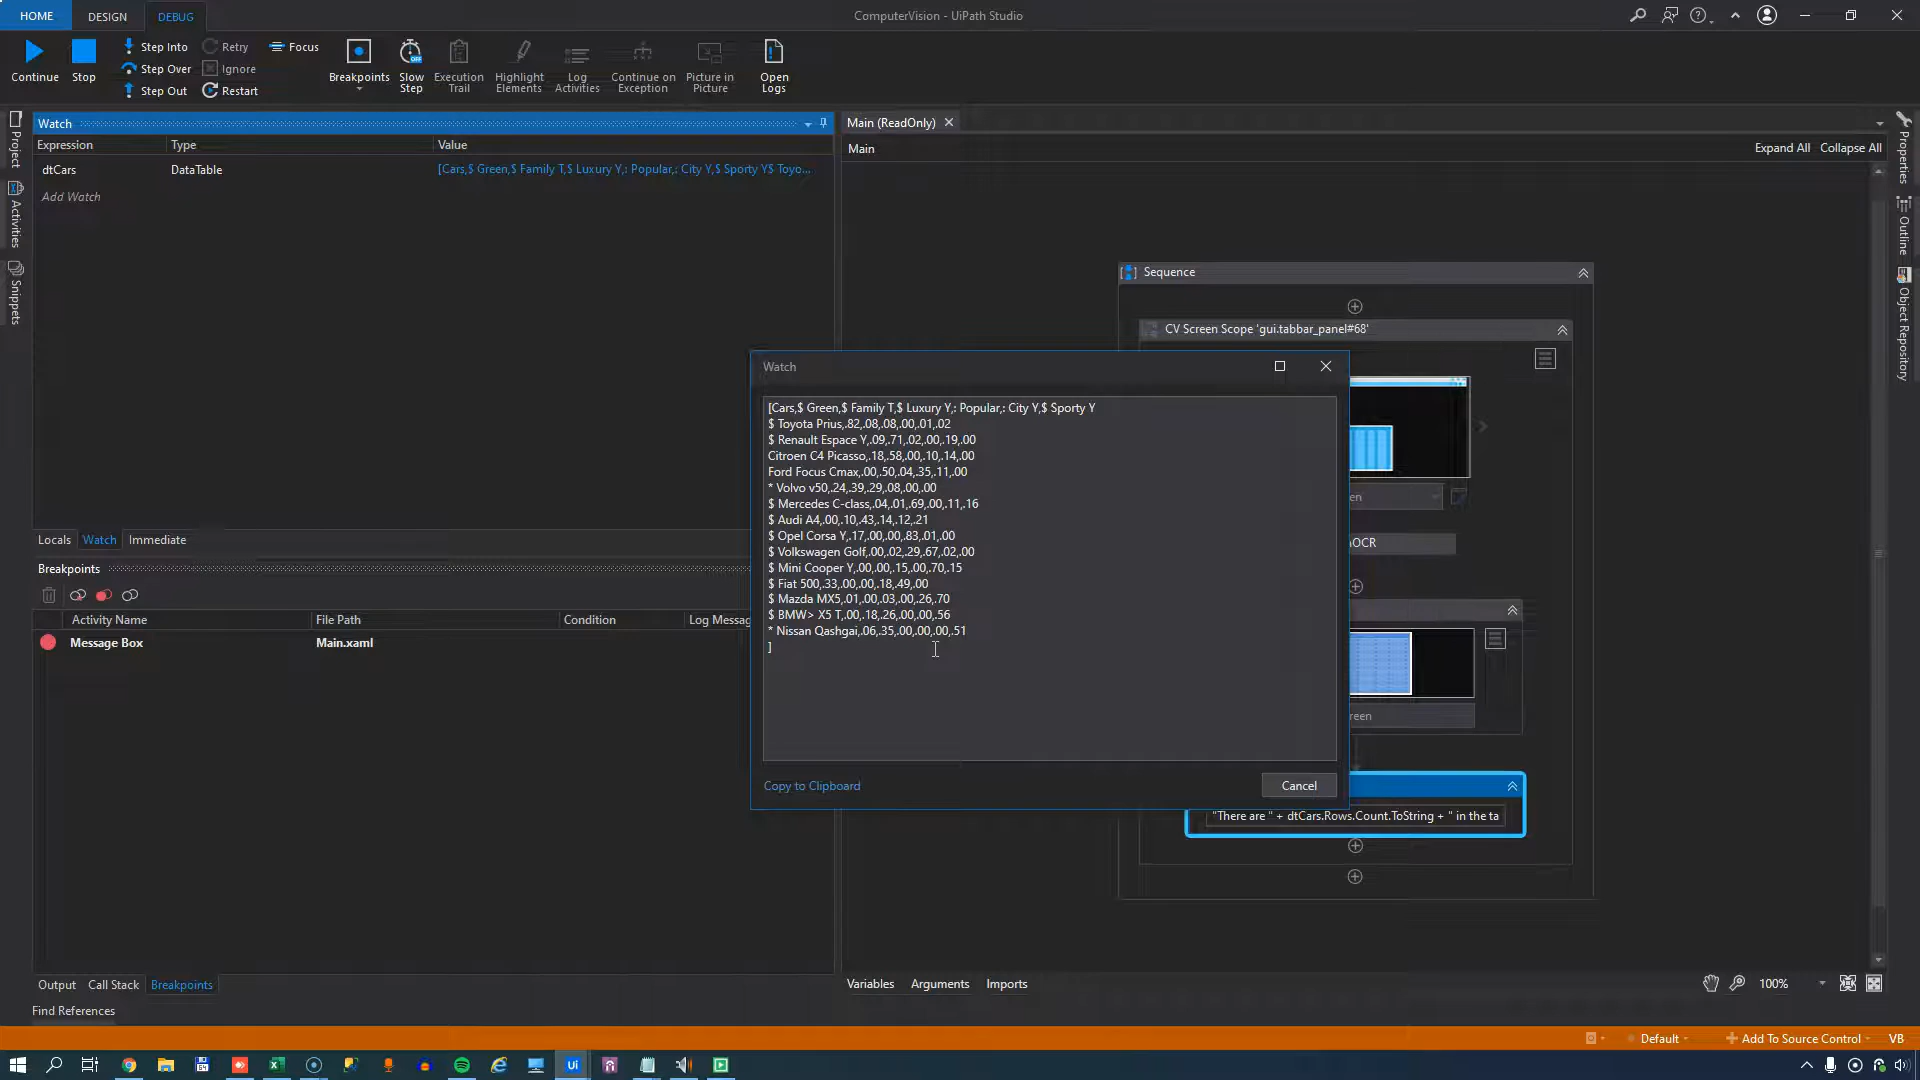 HOME DESIGN DEBUG
ComputerVision - UiPath Studio
Continue
Stop
Step Into
Step Over
Step Out
Retry
Ignore
Restart
Focus
Breakpoints
Slow Step
Execution Trail
Highlight Elements
Log Activities
Continue on Exception
Picture in Picture
Open Logs
Project
Activities
Snippets
Watch
Expression Type Value
dtCars DataTable [Cars,$ Green,$ Family T,$ Luxury Y,: Popular,: City Y,$ Sporty Y$ Toyo...
Add Watch
Locals Watch Immediate
Breakpoints
Activity Name File Path Condition Log Messag
Message Box Main.xaml
Output Call Stack Breakpoints
Find References
Main (ReadOnly)
Main
Expand All Collapse All
Sequence
CV Screen Scope 'gui.tabbar_panel#68'
Watch
[Cars,$ Green,$ Family T,$ Luxury Y,: Popular,: City Y,$ Sporty Y
$ Toyota Prius,.82,.08,.08,.00,.01,.02
$ Renault Espace Y,.09,.71,.02,.00,.19,.00
Citroen C4 Picasso,.18,.58,.00,.10,.14,.00
Ford Focus Cmax,.00,.50,.04,.35,.11,.00
* Volvo v50,.24,.39,.29,.08,.00,.00
$ Mercedes C-class,.04,.01,.69,.00,.11,.16
$ Audi A4,.00,.10,.43,.14,.12,.21
$ Opel Corsa Y,.17,.00,.00,.83,.01,.00
$ Volkswagen Golf,.00,.02,.29,.67,.02,.00
$ Mini Cooper Y,.00,.00,.15,.00,.70,.15
$ Fiat 500,.33,.00,.00,.18,.49,.00
$ Mazda MX5,.01,.00,.03,.00,.26,.70
$ BMW> X5 T,.00,.18,.26,.00,.00,.56
* Nissan Qashgai,.06,.35,.00,.00,.00,.51
]
Copy to Clipboard
Cancel
en
OCR
reen
"There are " + dtCars.Rows.Count.ToString + " in the ta
Variables Arguments Imports
100%
Properties
Outline
Object Repository
Default
Add To Source Control
VB
Ui
64